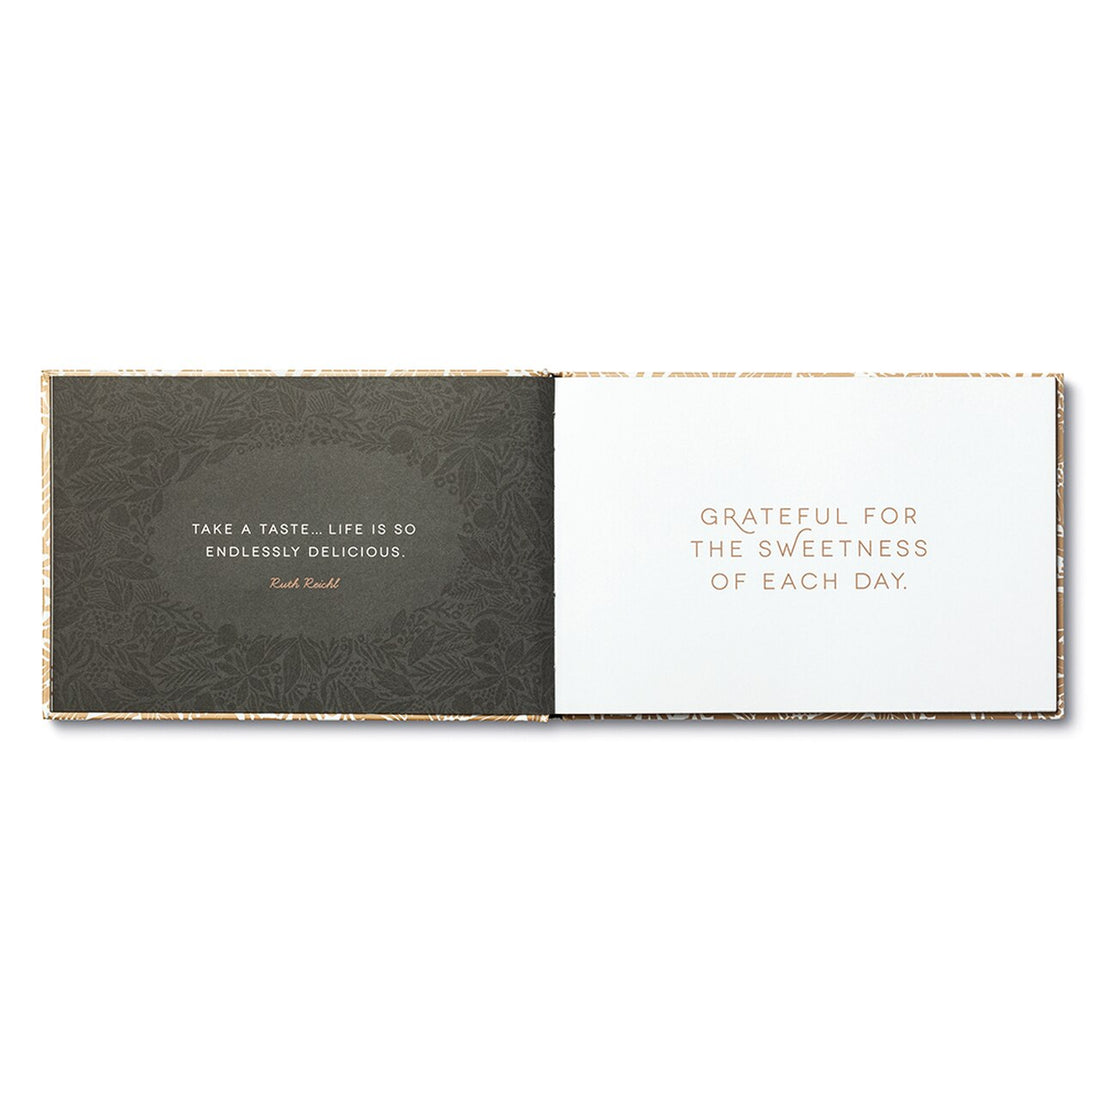 TAKE A TASTE... LIFE IS SO
ENDLESSLY DELICIOUS.
Ruth Reichl
GRATEFUL FOR
THE SWEETNESS
OF EACH DAY.